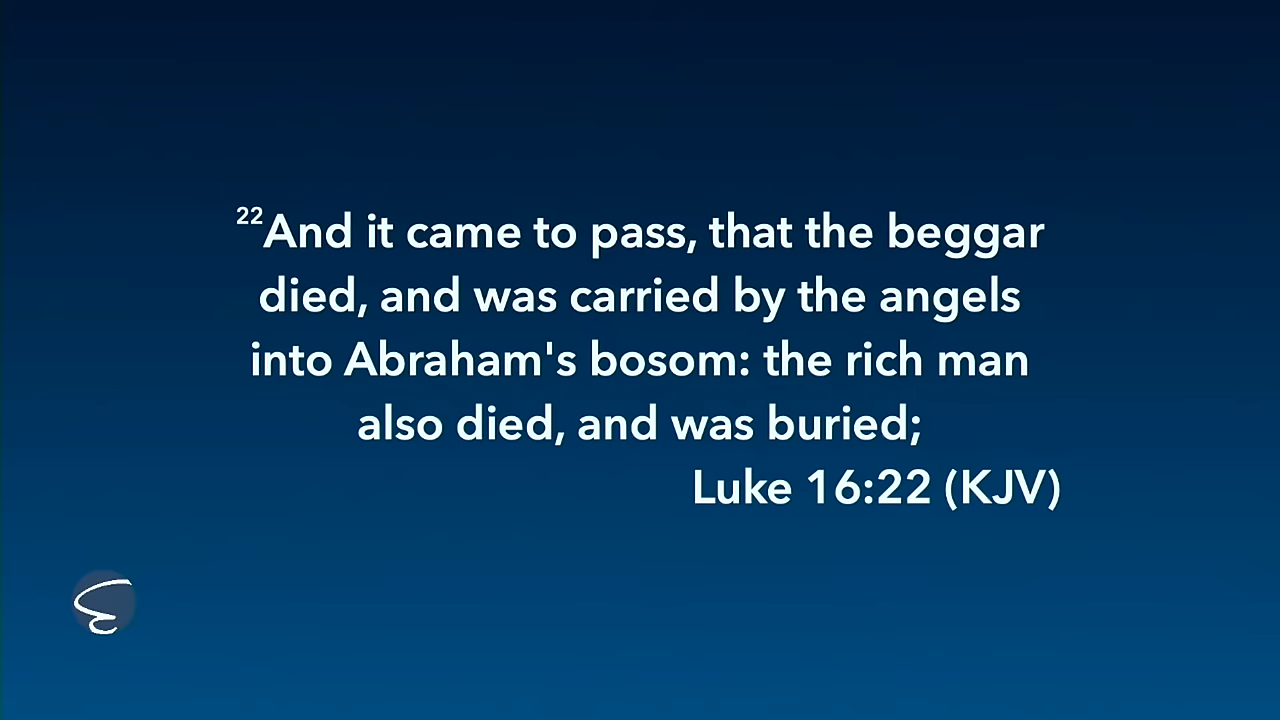 22And it came to pass, that the beggar
died, and was carried by the angels
into Abraham's bosom: the rich man
also died, and was buried;
Luke 16:22 (KJV)